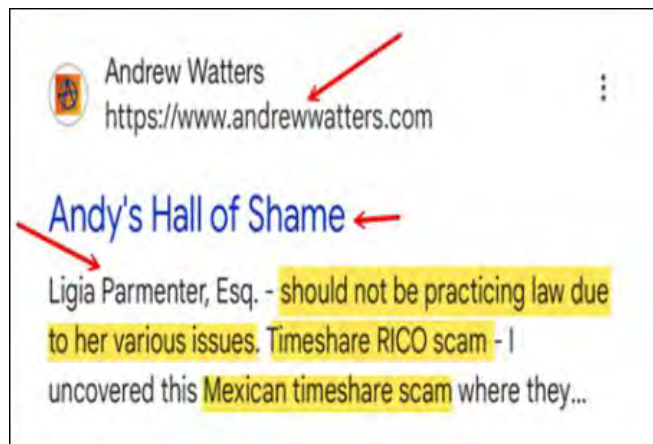 Andrew Watters
https://www.andrewwatters.com
Andy's Hall of Shame
Ligia Parmenter, Esq. - should not be practicing law due
to her various issues. Timeshare RICO scam - I
uncovered this Mexican timeshare scam where they...